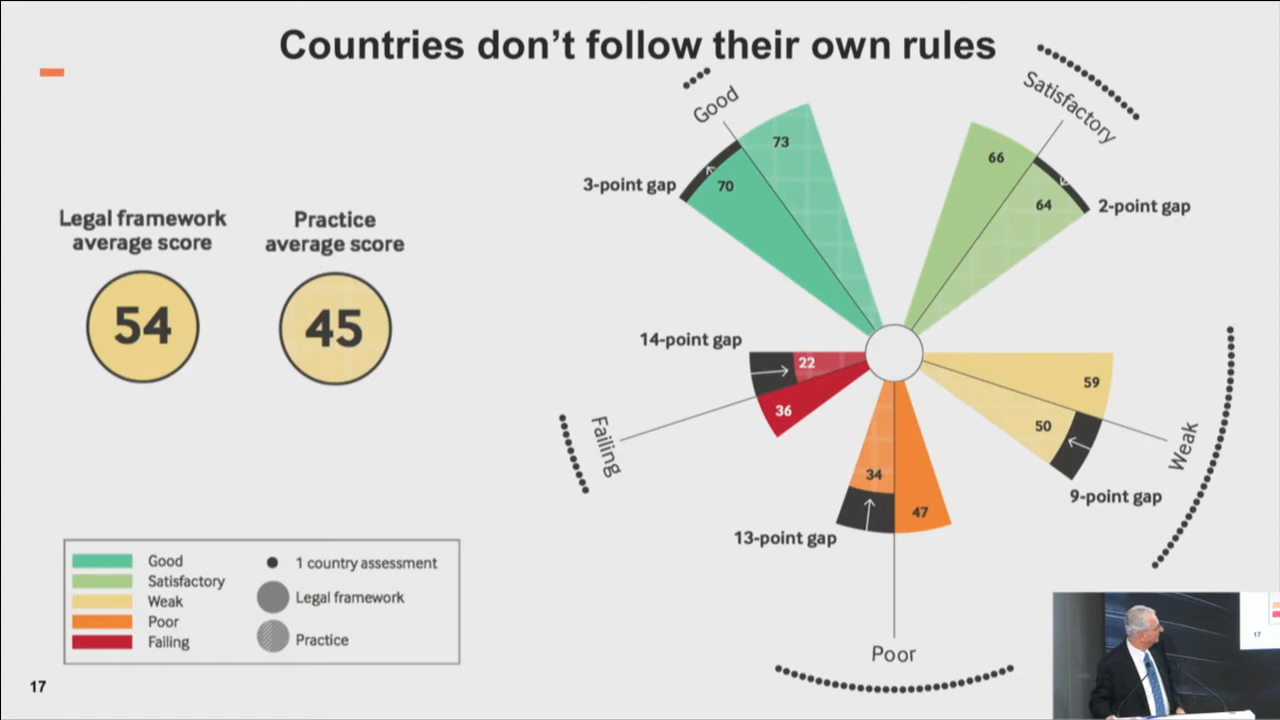 Countries don't follow their own rules
Legal framework
average score
54
Practice
average score
45
Good
73
70
3-point gap
Satisfactory
66
64
2-point gap
Weak
59
50
9-point gap
Poor
47
34
13-point gap
Failing
22
36
14-point gap
Good
Satisfactory
Weak
Poor
Failing
1 country assessment
Legal framework
Practice
17
17